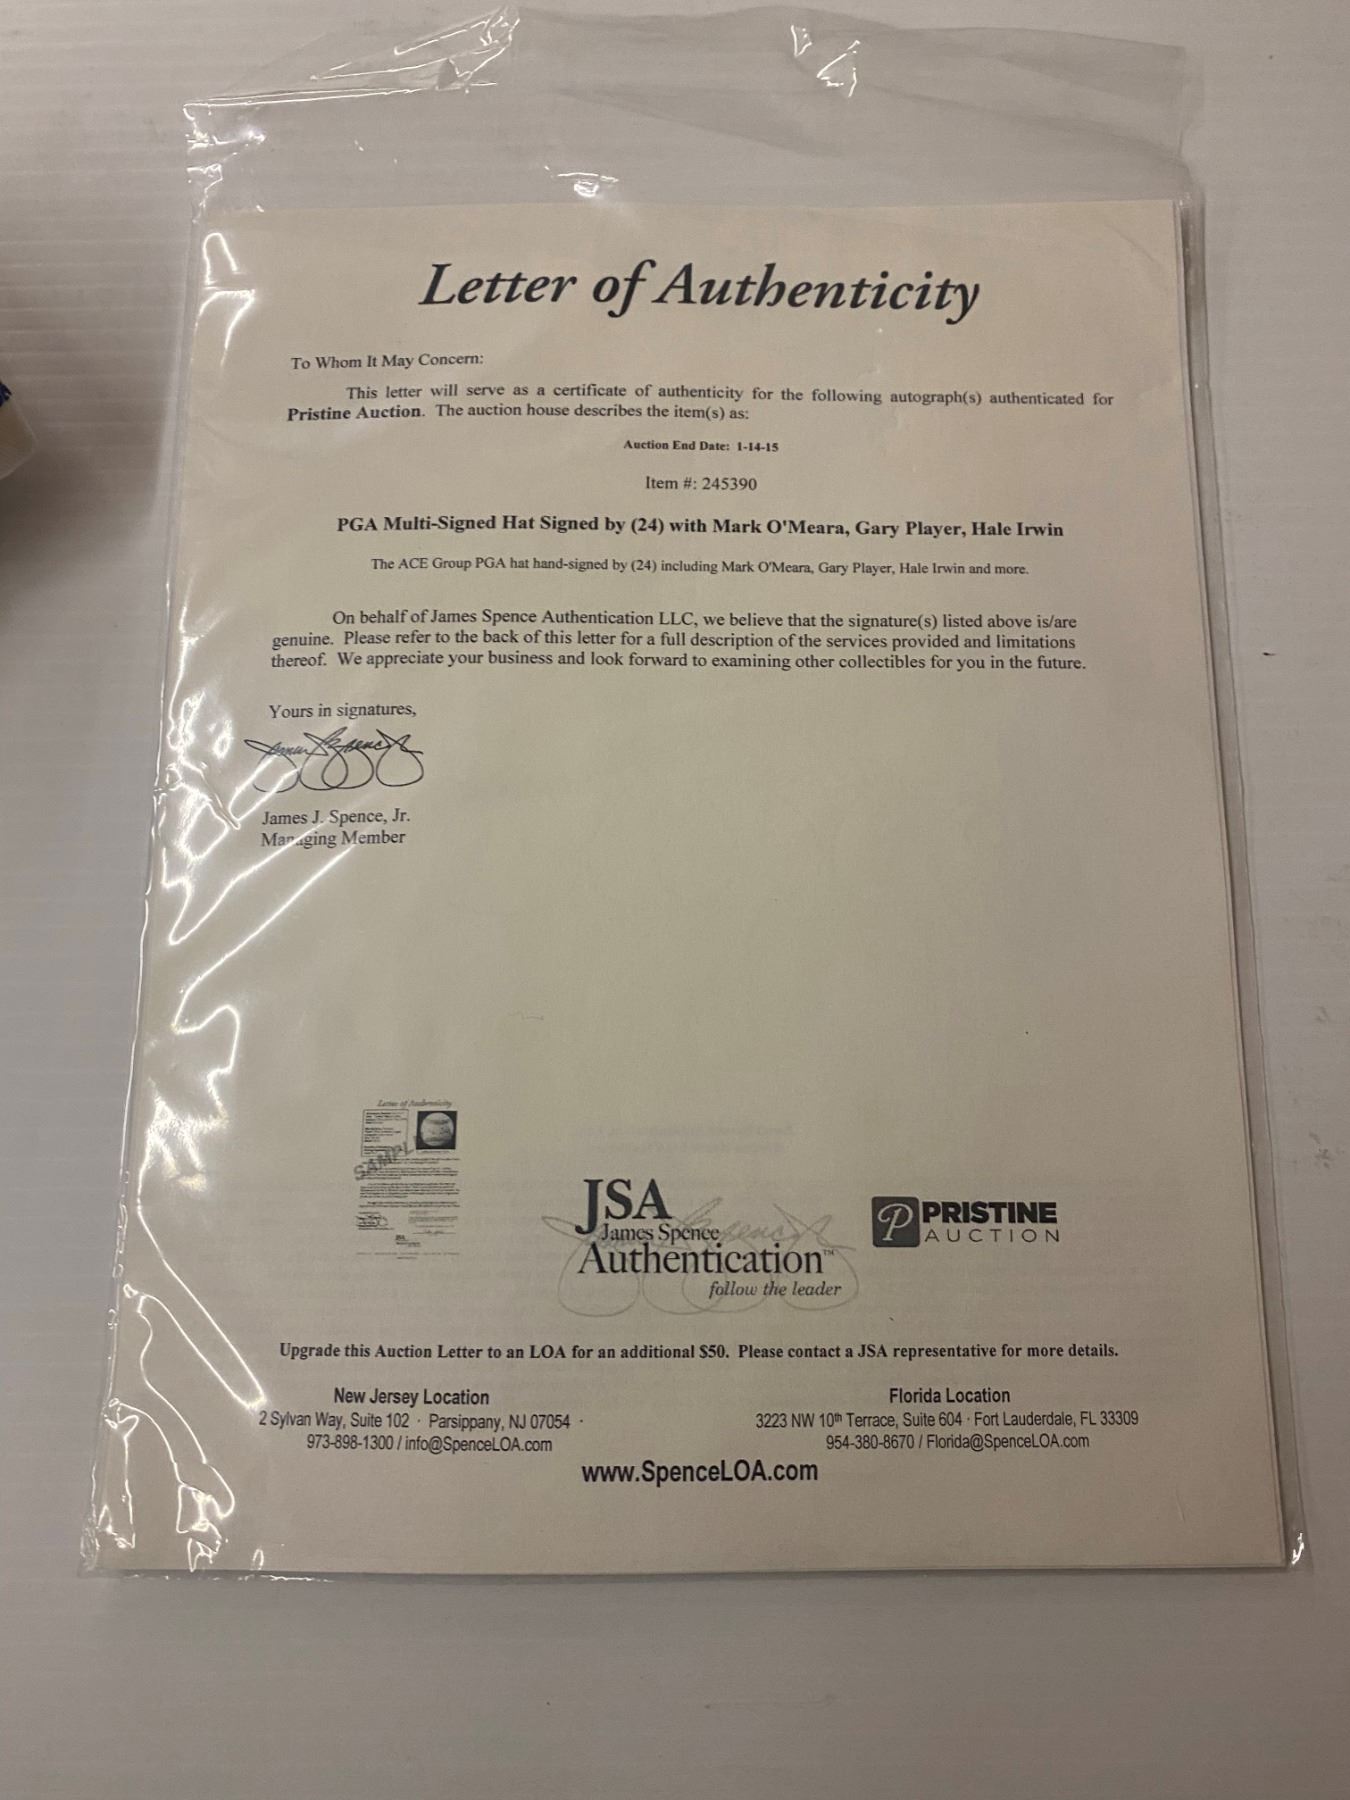 Letter of Authenticity
To Whom It May Concern:
This letter will serve as a certificate of authenticity for the following autograph(s) authenticated for
Pristine Auction. The auction house describes the item(s) as:
Auction End Date: 1-14-15
Item #: 245390
PGA Multi-Signed Hat Signed by (24) with Mark O'Meara, Gary Player, Hale Irwin
The ACE Group PGA hat hand-signed by (24) including Mark O'Meara, Gary Player, Hale Irwin and more.
On behalf of James Spence Authentication LLC, we believe that the signature(s) listed above is/are
genuine. Please refer to the back of this letter for a full description of the services provided and limitations
thereof. We appreciate your business and look forward to examining other collectibles for you in the future.
Yours in signatures,
James J. Spence, Jr.
Managing Member
Letter of Authenticity
SAMPLE
JSA
James Spence
Authentication™
follow the leader
P PRISTINE
AUCTION
Upgrade this Auction Letter to an LOA for an additional $50. Please contact a JSA representative for more details.
New Jersey Location
2 Sylvan Way, Suite 102 · Parsippany, NJ 07054 ·
973-898-1300 / info@SpenceLOA.com
Florida Location
3223 NW 10th Terrace, Suite 604 · Fort Lauderdale, FL 33309
954-380-8670 / Florida@SpenceLOA.com
www.SpenceLOA.com